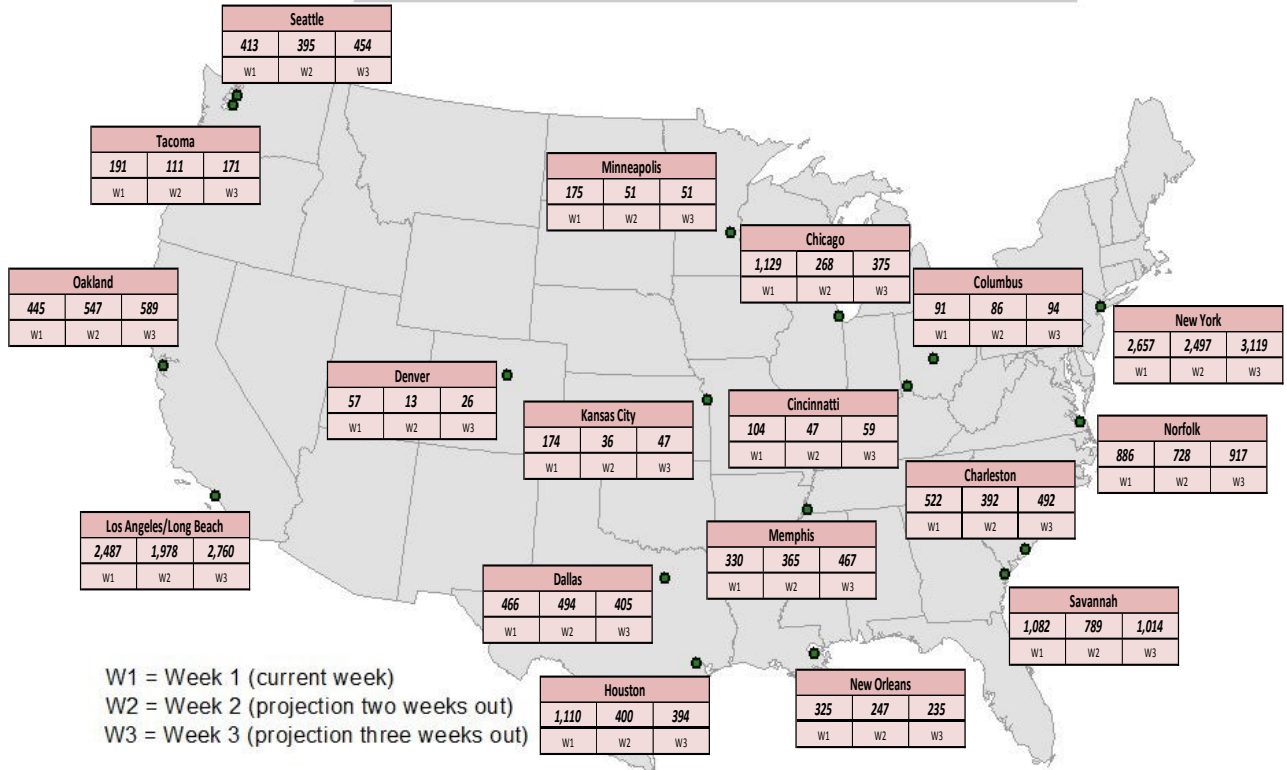 Seattle
413 395 454
W1 W2 W3
Tacoma
191 111 171
W1 W2 W3
Minneapolis
175 51 51
W1 W2 W3
Chicago
1,129 268 375
W1 W2 W3
Oakland
445 547 589
W1 W2 W3
Columbus
91 86 94
W1 W2 W3
New York
2,657 2,497 3,119
W1 W2 W3
Denver
57 13 26
W1 W2 W3
Kansas City
174 36 47
W1 W2 W3
Cincinnatti
104 47 59
W1 W2 W3
Norfolk
886 728 917
W1 W2 W3
Charleston
522 392 492
W1 W2 W3
Los Angeles/Long Beach
2,487 1,978 2,760
W1 W2 W3
Memphis
330 365 467
W1 W2 W3
Dallas
466 494 405
W1 W2 W3
Savannah
1,082 789 1,014
W1 W2 W3
Houston
1,110 400 394
W1 W2 W3
New Orleans
325 247 235
W1 W2 W3
W1 = Week 1 (current week)
W2 = Week 2 (projection two weeks out)
W3 = Week 3 (projection three weeks out)